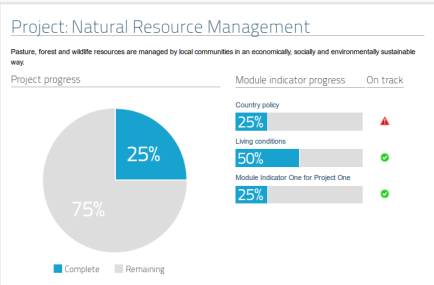 Project: Natural Resource Management
Pasture, forest and wildlife resources are managed by local communities in an economically, socially and environmentally sustainable
way.
Project progress
Module indicator progress
On track
Country policy
25%
Living conditions
50%
Module Indicator One for Project One
25%
25%
75%
Complete
Remaining